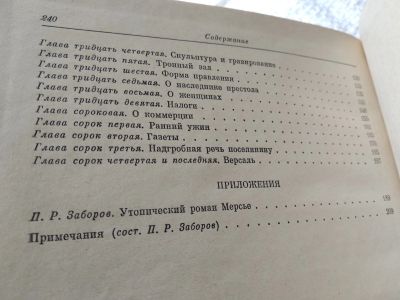 240 Содержание
Глава тридцать четвертая. Скульптура и гравирование
Глава тридцать пятая. Тронный зал
Глава тридцать шестая. Форма правления
Глава тридцать седьмая. О наследнике престола
Глава тридцать восьмая. О женщинах
Глава тридцать девятая. Налоги
Глава сороковая. О коммерции
Глава сорок первая. Ранний ужин
Глава сорок вторая. Газеты
Глава сорок третья. Надгробная речь поселянину
Глава сорок четвертая и последняя. Версаль
ПРИЛОЖЕНИЯ
П. Р. Заборов. Утопический роман Мерсье
Примечания (сост. П. Р. Заборов)